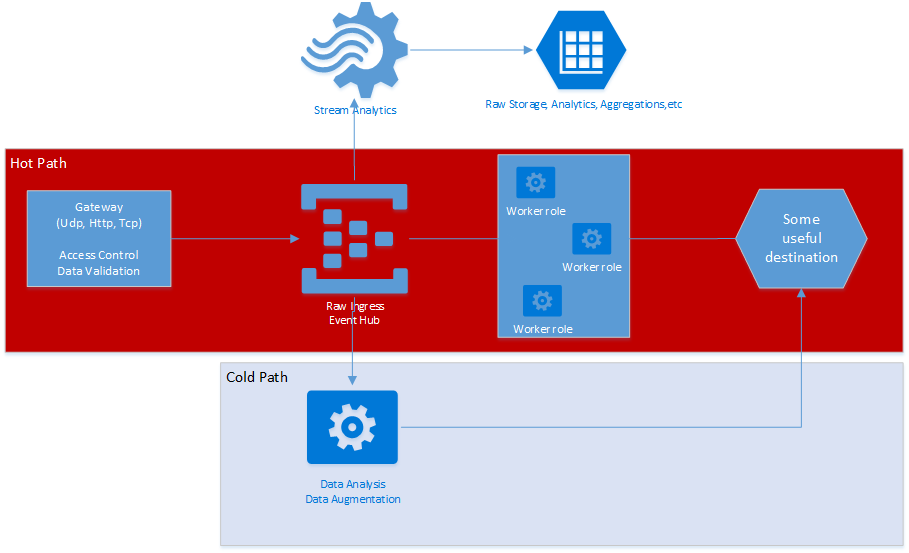 Stream Analytics
Raw Storage, Analytics, Aggregations,etc
Hot Path
Gateway
(Udp, Http, Tcp)
Access Control
Data Validation
Raw Ingress
Event Hub
Worker role
Worker role
Worker role
Some
useful
destination
Cold Path
Data Analysis
Data Augmentation